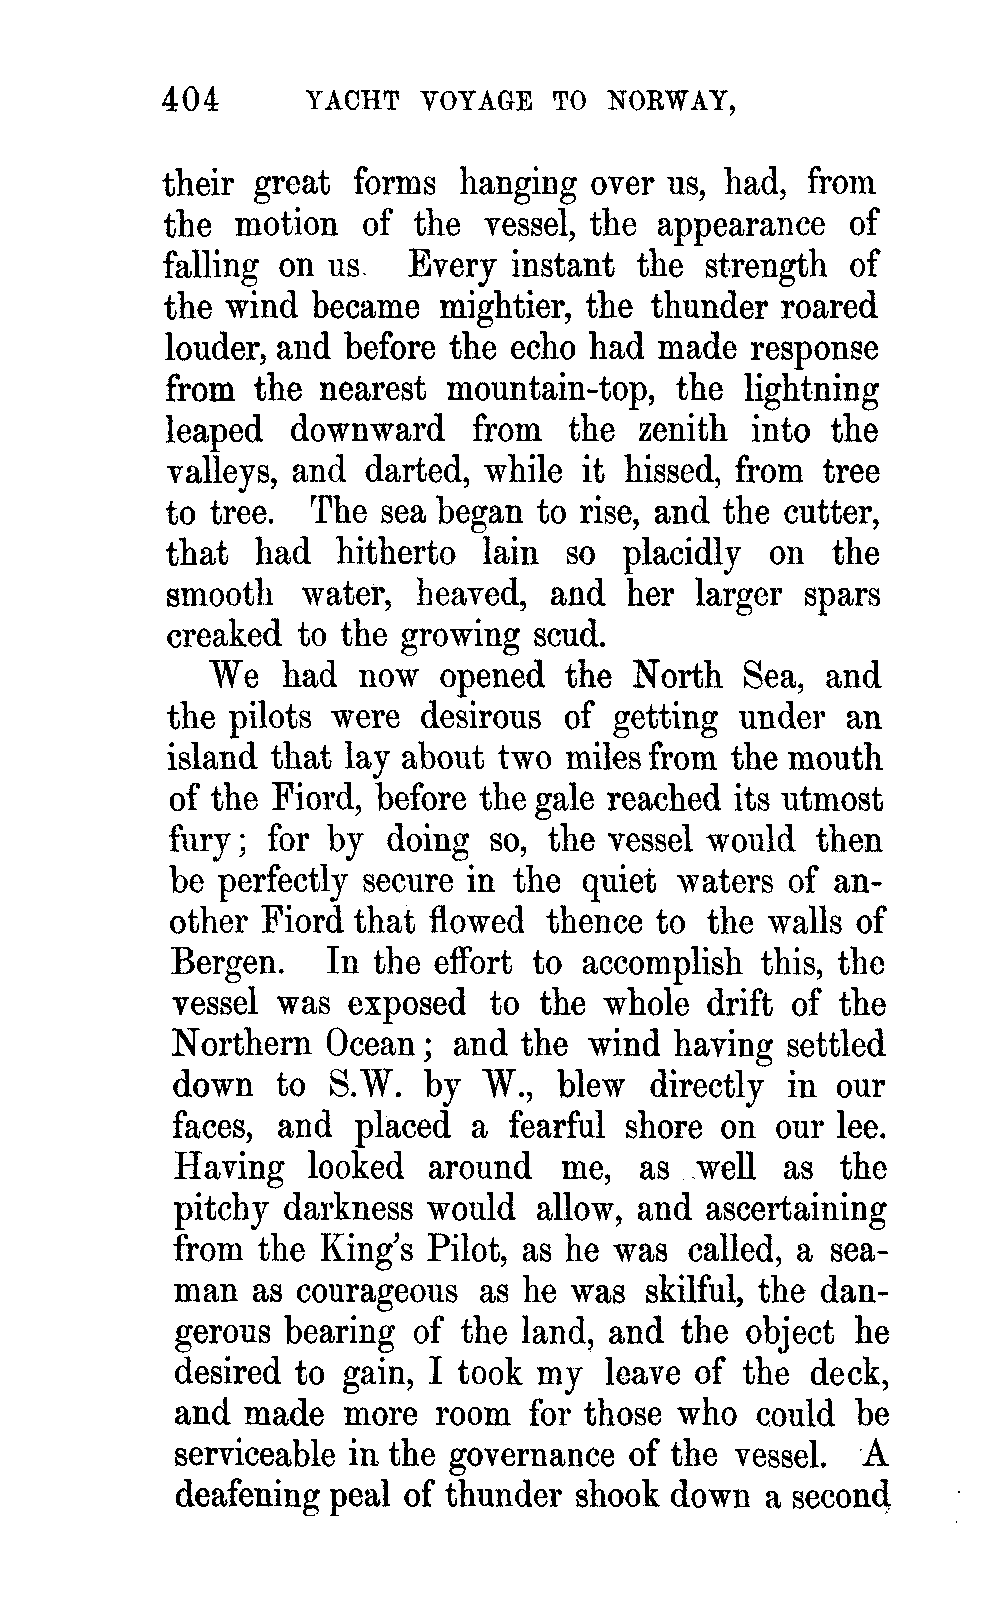 404 YACHT VOYAGE TO NORWAY,
their great forms hanging over us, had, from
the motion of the vessel, the appearance of
falling on us. Every instant the strength of
the wind became mightier, the thunder roared
louder, and before the echo had made response
from the nearest mountain-top, the lightning
leaped downward from the zenith into the
valleys, and darted, while it hissed, from tree
to tree. The sea began to rise, and the cutter,
that had hitherto lain so placidly on the
smooth water, heaved, and her larger spars
creaked to the growing scud.
We had now opened the North Sea, and
the pilots were desirous of getting under an
island that lay about two miles from the mouth
of the Fiord, before the gale reached its utmost
fury; for by doing so, the vessel would then
be perfectly secure in the quiet waters of an-
other Fiord that flowed thence to the walls of
Bergen. In the effort to accomplish this, the
vessel was exposed to the whole drift of the
Northern Ocean; and the wind having settled
down to S.W. by W., blew directly in our
faces, and placed a fearful shore on our lee.
Having looked around me, as well as the
pitchy darkness would allow, and ascertaining
from the King's Pilot, as he was called, a sea-
man as courageous as he was skilful, the dan-
gerous bearing of the land, and the object he
desired to gain, I took my leave of the deck,
and made more room for those who could be
serviceable in the governance of the vessel. A
deafening peal of thunder shook down a second